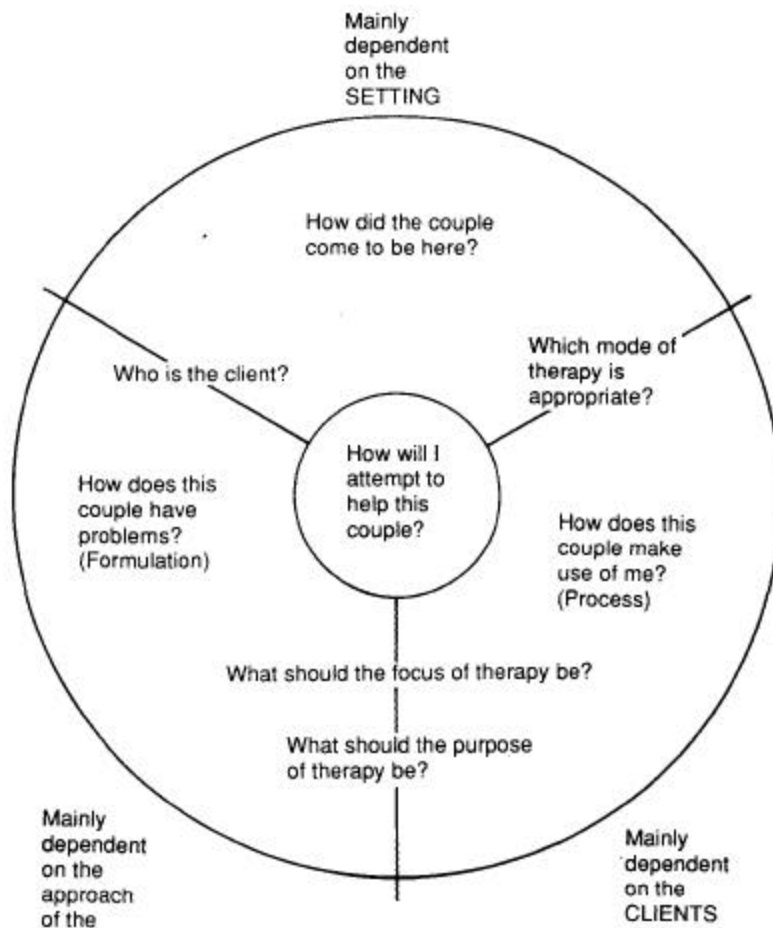 Mainly
dependent
on the
SETTING
How did the couple
come to be here?
Who is the client?
Which mode of
therapy is
appropriate?
How will I
attempt to
help this
couple?
How does this
couple have
problems?
(Formulation)
How does this
couple make
use of me?
(Process)
What should the focus of therapy be?
What should the purpose
of therapy be?
Mainly
dependent
on the
approach
of the
Mainly
dependent
on the
CLIENTS